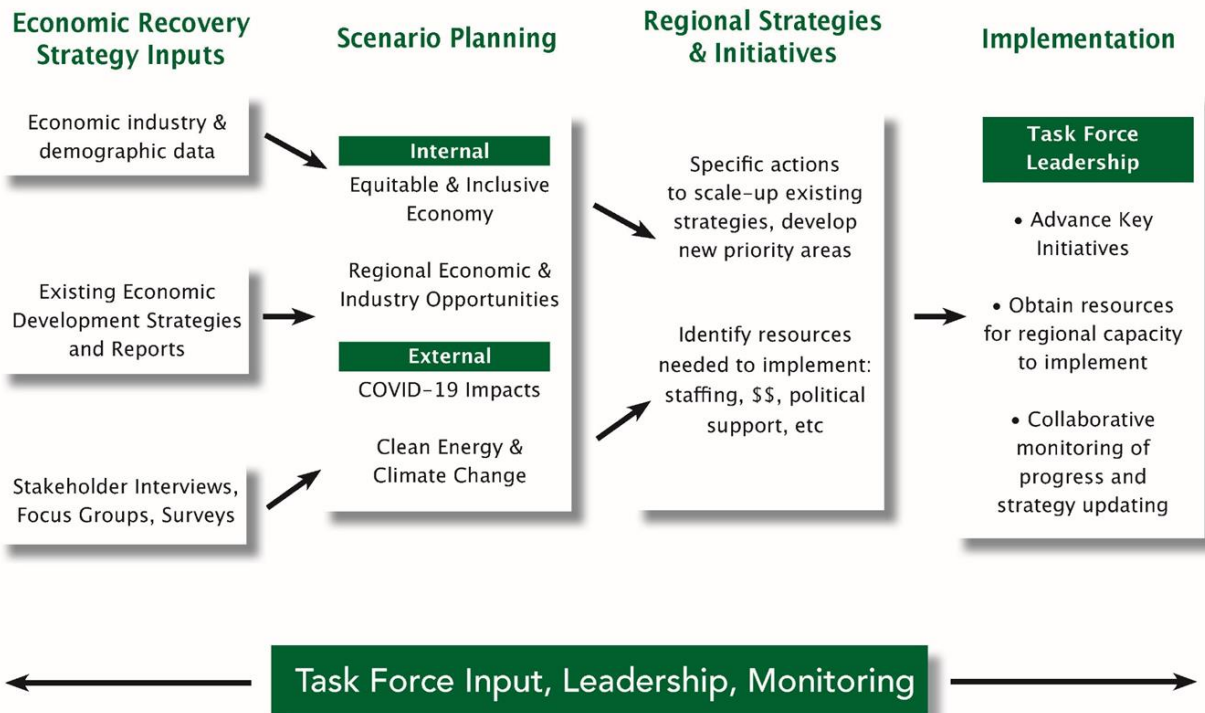 Economic Recovery
Strategy Inputs
Economic industry &
demographic data
Existing Economic
Development Strategies
and Reports
Stakeholder Interviews,
Focus Groups, Surveys
Scenario Planning
Internal
Equitable & Inclusive
Economy
Regional Economic &
Industry Opportunities
External
COVID-19 Impacts
Clean Energy &
Climate Change
Regional Strategies
& Initiatives
Specific actions
to scale-up existing
strategies, develop
new priority areas
Identify resources
needed to implement:
staffing, $$, political
support, etc
Implementation
Task Force
Leadership
• Advance Key
Initiatives
• Obtain resources
for regional capacity
to implement
• Collaborative
monitoring of
progress and
strategy updating
Task Force Input, Leadership, Monitoring